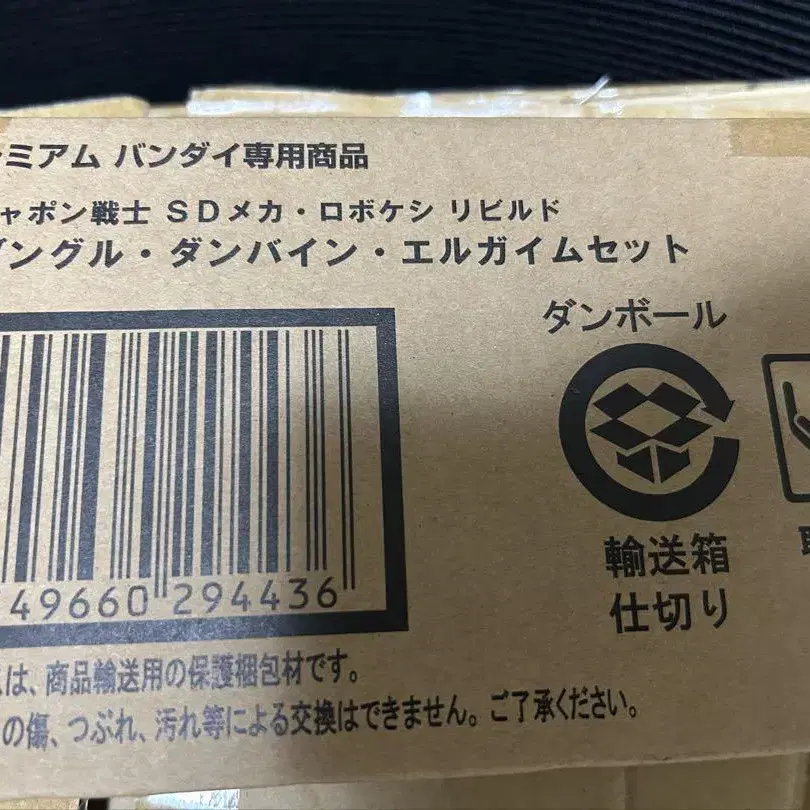 ミアム バンダイ専用商品
ャポン戦士 SDメカ・ロボケシ リビルド
ングル・ダンバイン・エルガイムセット
ダンボール
49660 294436
輸送箱
仕切り
は、商品輸送用の保護梱包材です。
の傷、つぶれ、汚れ等による交換はできません。ご了承ください。